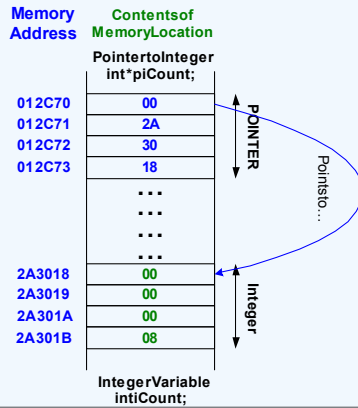 Memory Contentsof
Address MemoryLocation
PointertoInteger
int*piCount;
012C70 00
012C71 2A
012C72 30
012C73 18
POINTER
Pointsto...
...
...
...
...
2A3018 00
2A3019 00
2A301A 00
2A301B 08
Integer
IntegerVariable
intiCount;